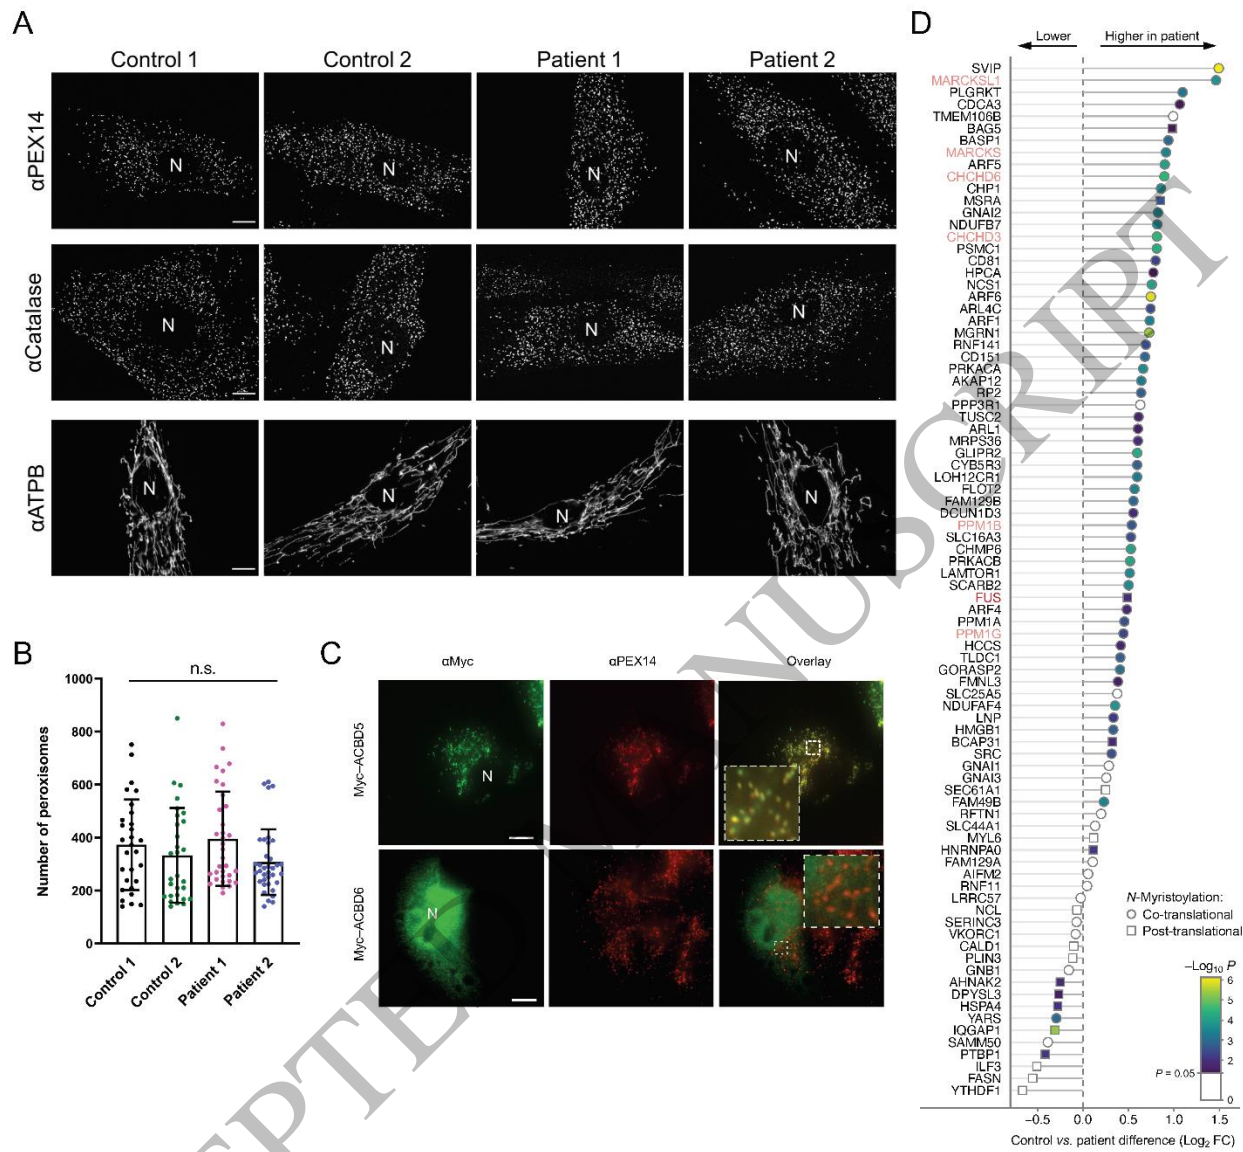 A
Control 1
Control 2
Patient 1
Patient 2
αPEX14
N
N
N
N
αCatalase
N
N
N
N
αATPB
N
N
N
N
B
n.s.
Number of peroxisomes
1000
800
600
400
200
0
Control 1
Control 2
Patient 1
Patient 2
C
αMyc
αPEX14
Overlay
Myc–ACBD5
N
Myc–ACBD6
N
D
Lower
Higher in patient
SVIP
MARCKSL1
PLGRKT
CDCA3
TMEM106B
BAG5
BASP1
MARCKS
ARF5
CHCHD6
CHP1
MSRA
GNAI2
NDUFB7
CHCHD3
PSMC1
CD81
HPCA
NCS1
ARF6
ARL4C
ARF1
MGRN1
RNF141
CD151
PRKACA
AKAP12
RP2
PPP3R1
TUSC2
ARL1
MRPS36
GLIPR2
CYB5R3
LOH12CR1
FLOT2
FAM129B
DCUN1D3
PPM1B
SLC16A3
CHMP6
PRKACB
LAMTOR1
SCARB2
FUS
ARF4
PPM1A
PPM1G
HCCS
TLDC1
GORASP2
FMNL3
SLC25A5
NDUFAF4
LNP
HMGB1
BCAP31
SRC
GNAI1
GNAI3
SEC61A1
FAM49B
RFTN1
SLC44A1
MYL6
HNRNPA0
FAM129A
AIFM2
RNF11
LRRC57
NCL
SERINC3
VKORC1
CALD1
PLIN3
GNB1
AHNAK2
DPYSL3
HSPA4
YARS
IQGAP1
SAMM50
PTBP1
ILF3
FASN
YTHDF1
N-Myristoylation:
Co-translational
Post-translational
–Log10 P
6
5
4
3
2
P = 0.05
0
–0.5 0.0 0.5 1.0 1.5
Control vs. patient difference (Log2 FC)
EPTED MANUSCRIPT